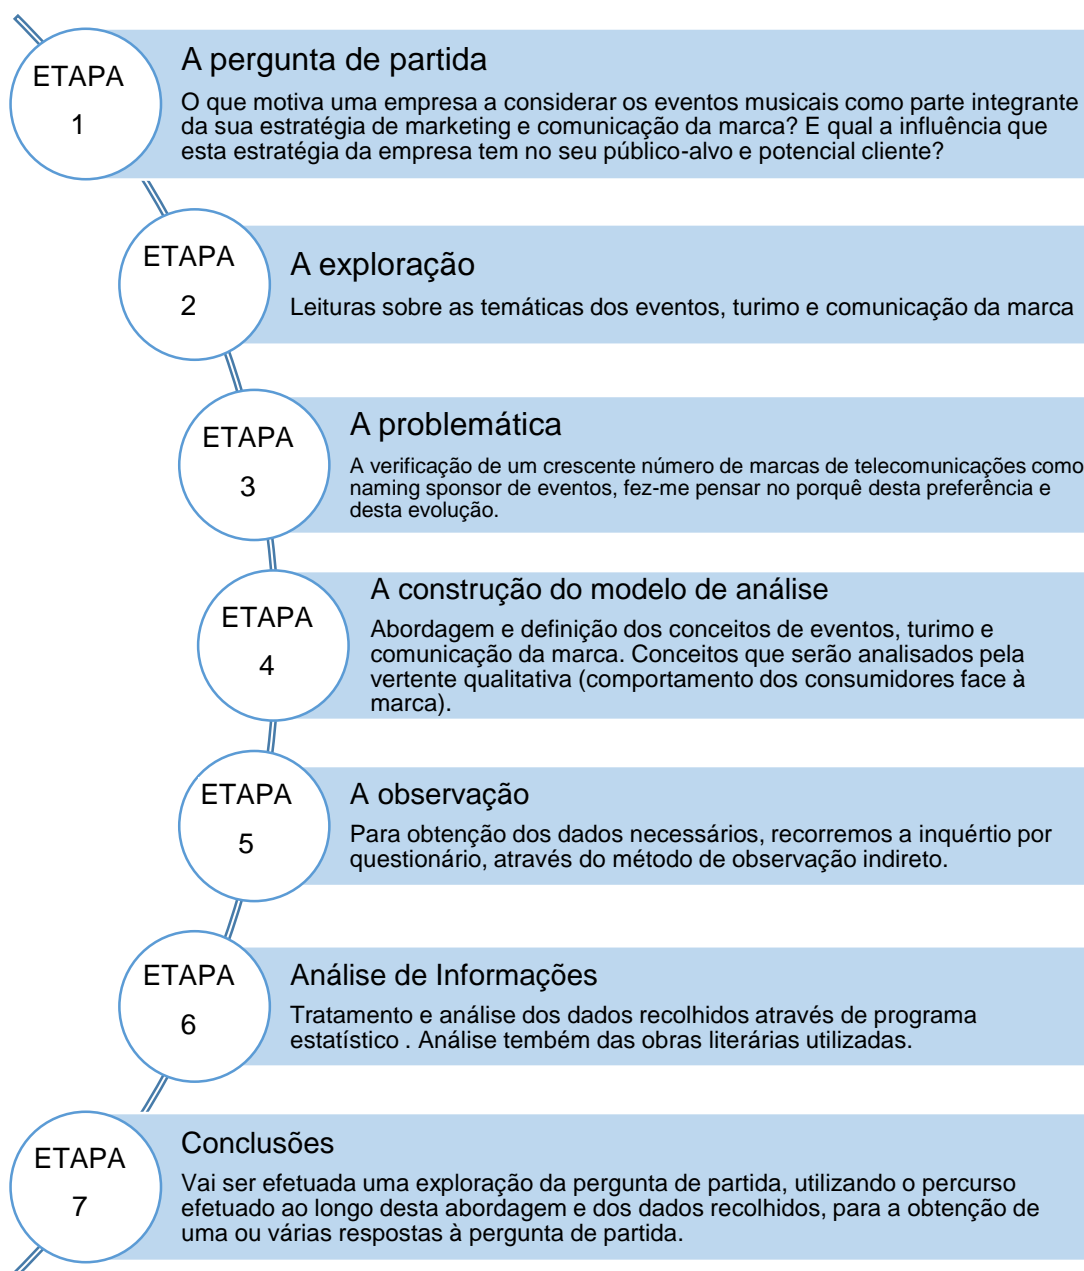 ETAPA
1
A pergunta de partida
O que motiva uma empresa a considerar os eventos musicais como parte integrante
da sua estratégia de marketing e comunicação da marca? E qual a influência que
esta estratégia da empresa tem no seu público-alvo e potencial cliente?
ETAPA
2
A exploração
Leituras sobre as temáticas dos eventos, turimo e comunicação da marca
ETAPA
3
A problemática
A verificação de um crescente número de marcas de telecomunicações como
naming sponsor de eventos, fez-me pensar no porquê desta preferência e
desta evolução.
ETAPA
4
A construção do modelo de análise
Abordagem e definição dos conceitos de eventos, turimo e
comunicação da marca. Conceitos que serão analisados pela
vertente qualitativa (comportamento dos consumidores face à
marca).
ETAPA
5
A observação
Para obtenção dos dados necessários, recorremos a inquértio por
questionário, através do método de observação indireto.
ETAPA
6
Análise de Informações
Tratamento e análise dos dados recolhidos através de programa
estatístico . Análise tembém das obras literárias utilizadas.
ETAPA
7
Conclusões
Vai ser efetuada uma exploração da pergunta de partida, utilizando o percurso
efetuado ao longo desta abordagem e dos dados recolhidos, para a obtenção de
uma ou várias respostas à pergunta de partida.